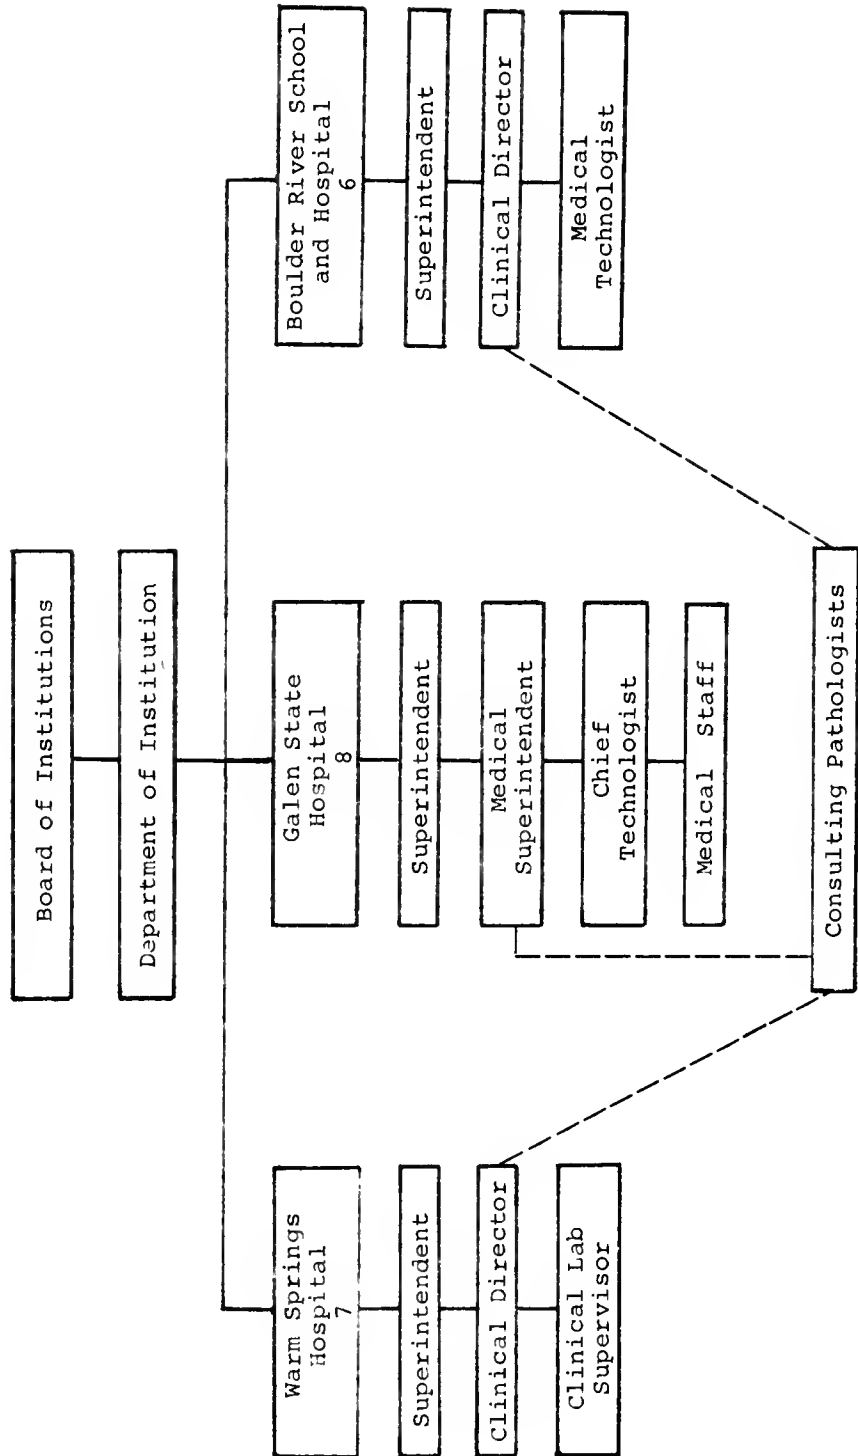 Board of Institutions
Department of Institution
Warm Springs
Hospital
7
Superintendent
Clinical Director
Clinical Lab
Supervisor
Galen State
Hospital
8
Superintendent
Medical
Superintendent
Chief
Technologist
Medical Staff
Boulder River School
and Hospital
6
Superintendent
Clinical Director
Medical
Technologist
Consulting Pathologists